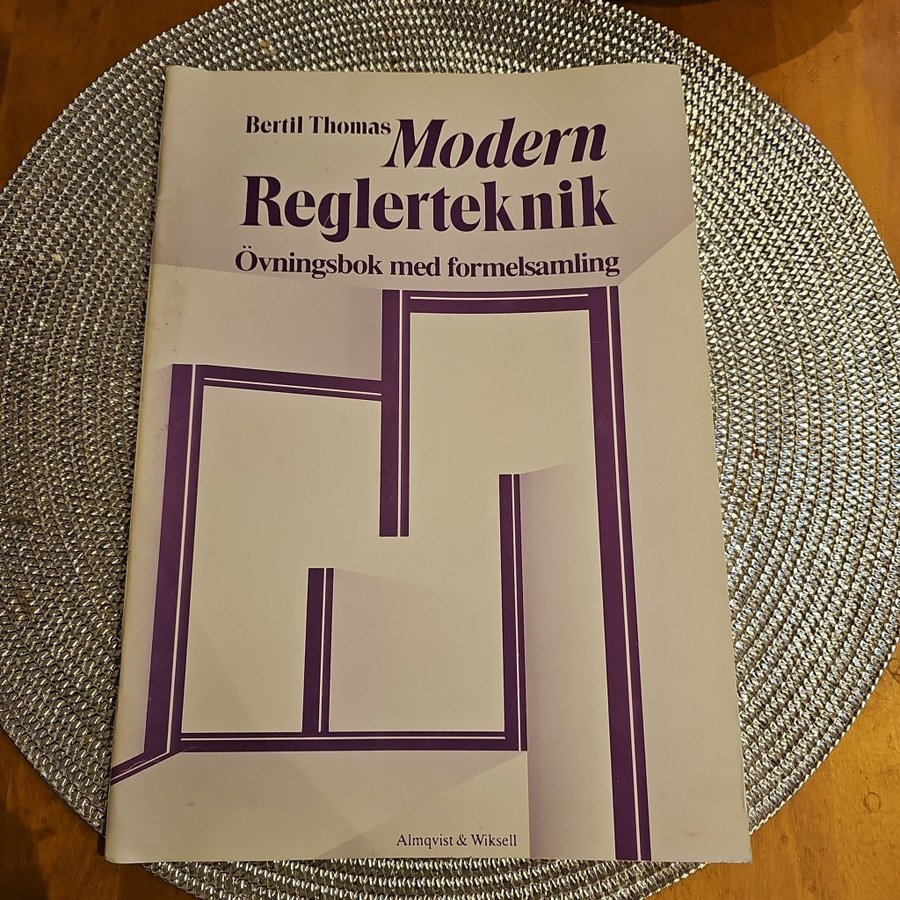 Bertil Thomas Modern
Reglerteknik
Övningsbok med formelsamling
Almqvist & Wiksell